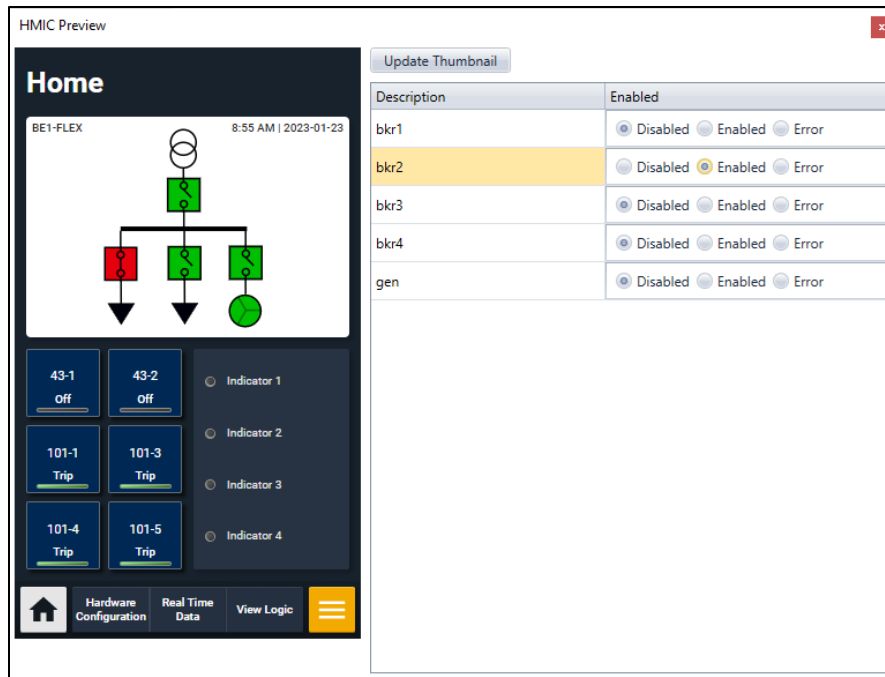 HMIC Preview
x
Home
BE1-FLEX 8:55 AM | 2023-01-23
43-1
Off
43-2
Off
101-1
Trip
101-3
Trip
101-4
Trip
101-5
Trip
Indicator 1
Indicator 2
Indicator 3
Indicator 4
Hardware
Configuration
Real Time
Data
View Logic
Update Thumbnail
Description Enabled
bkr1 Disabled Enabled Error
bkr2 Disabled Enabled Error
bkr3 Disabled Enabled Error
bkr4 Disabled Enabled Error
gen Disabled Enabled Error